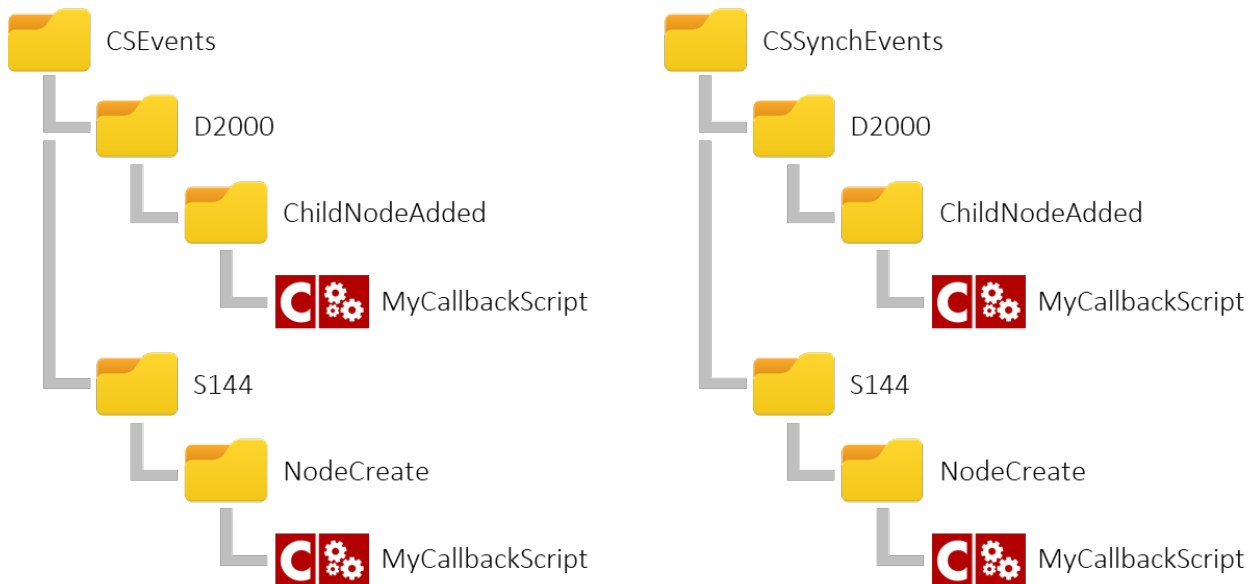 CSEvents
D2000
ChildNodeAdded
MyCallbackScript
S144
NodeCreate
MyCallbackScript
CSSynchEvents
D2000
ChildNodeAdded
MyCallbackScript
S144
NodeCreate
MyCallbackScript